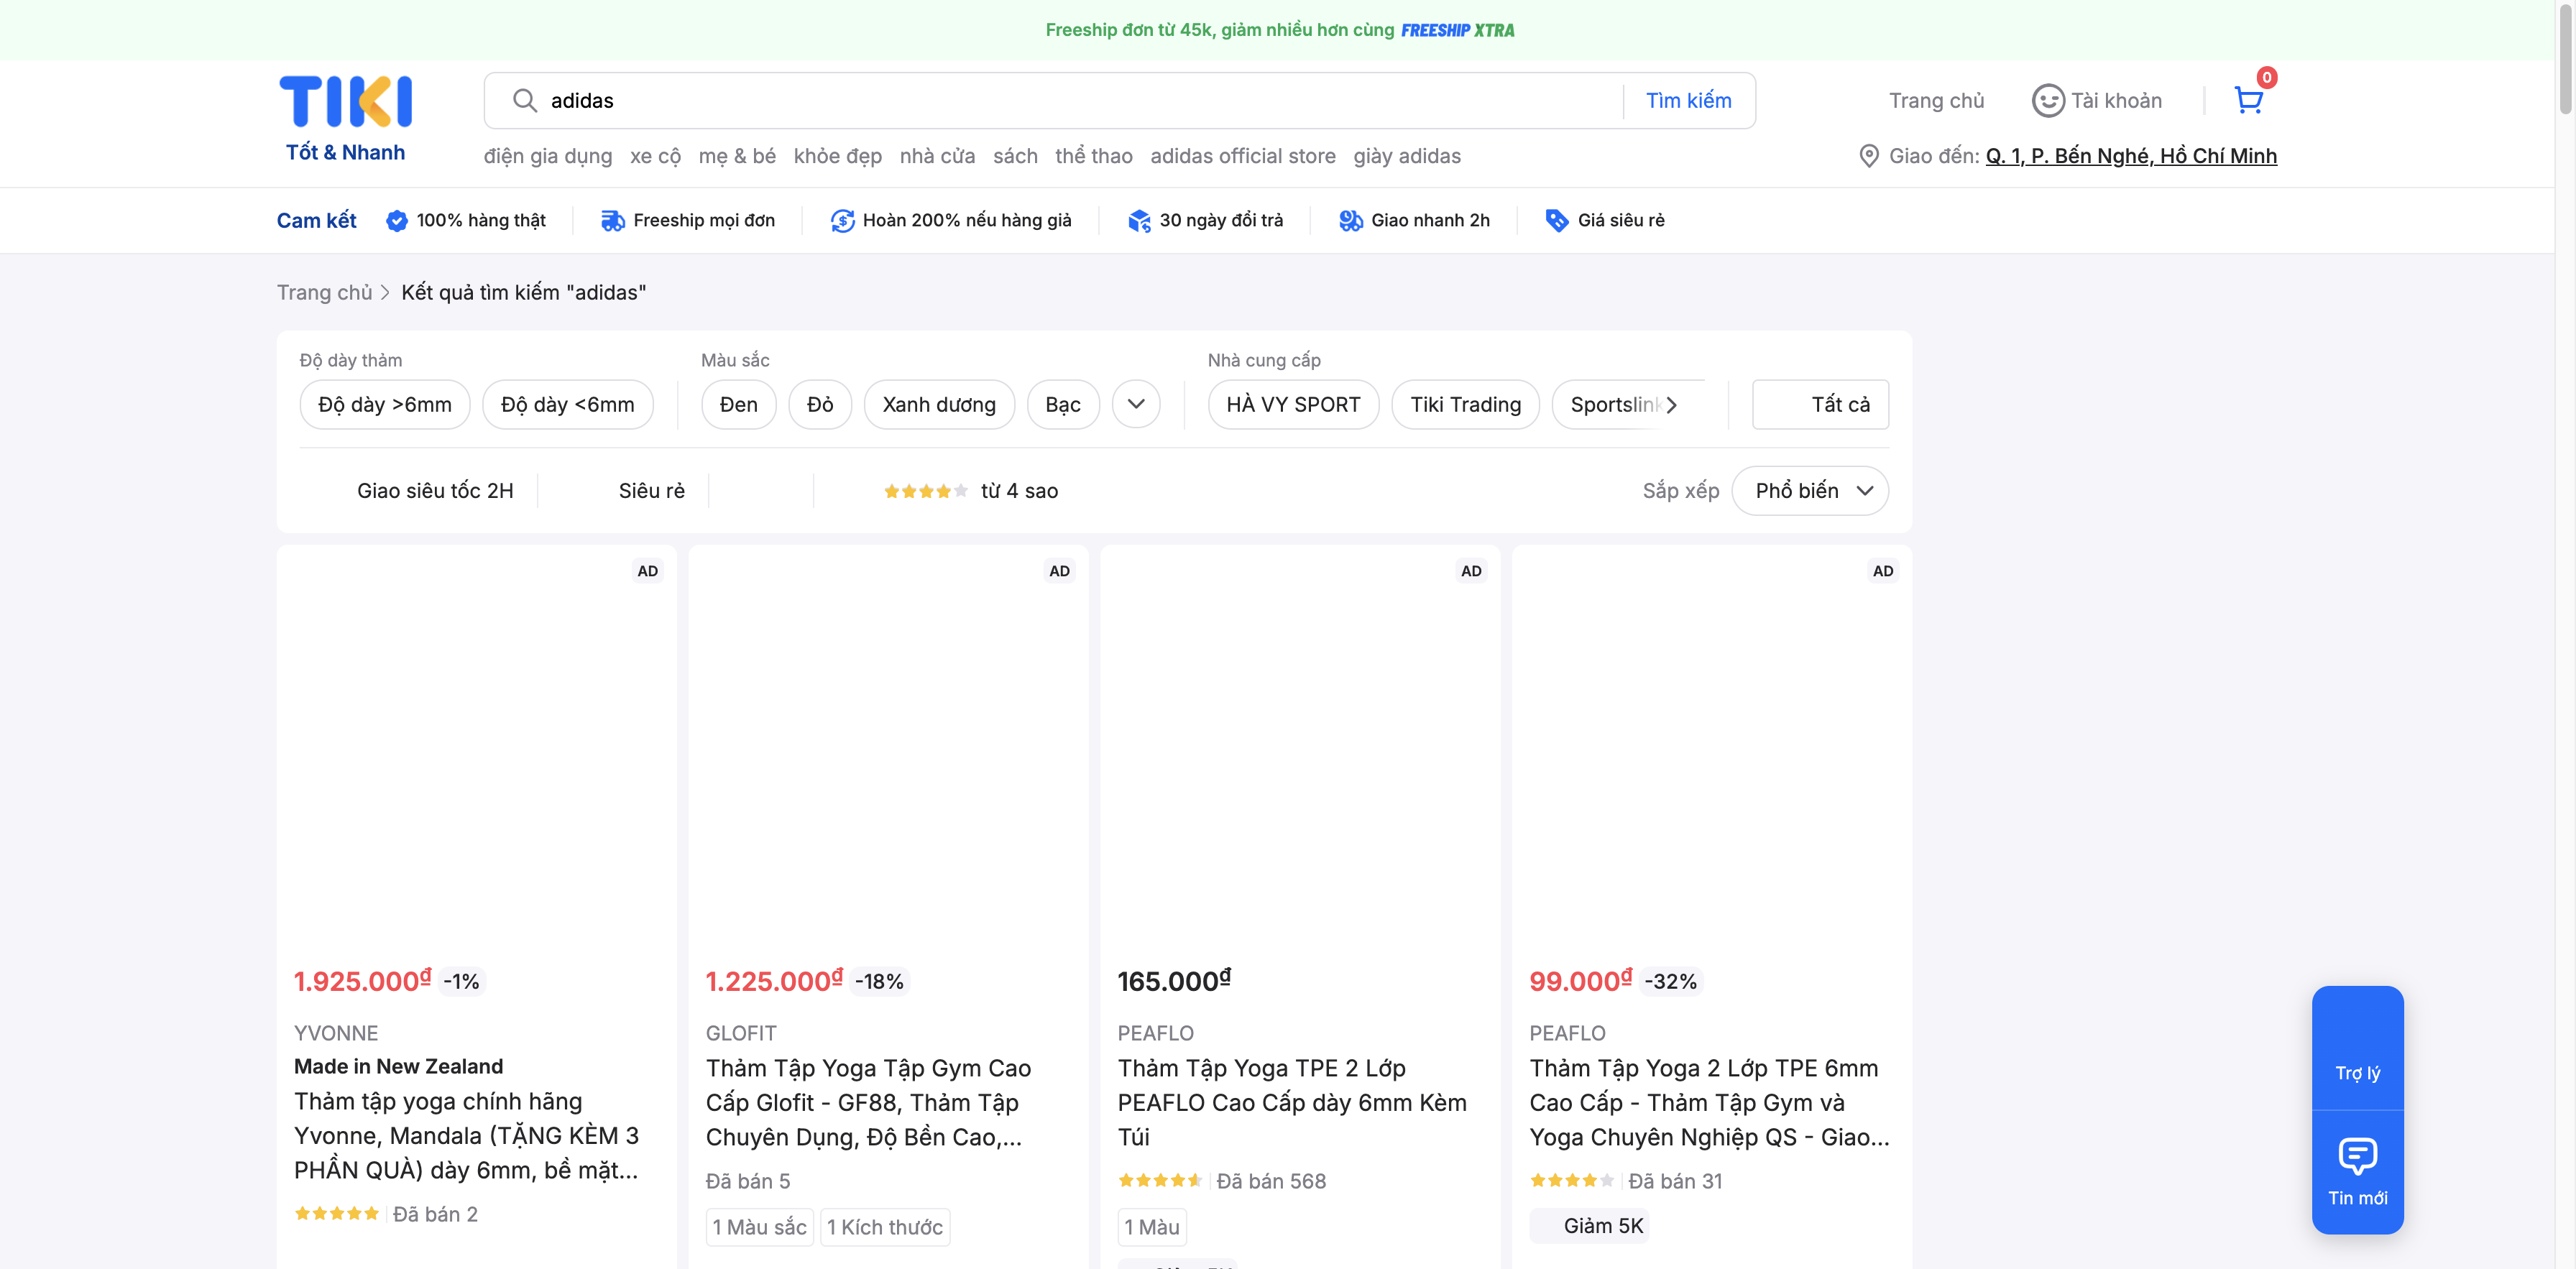 Freeship đơn từ 45k, giảm nhiều hơn cùng FREESHIP XTRA
TIKI
Tốt & Nhanh
adidas
Tìm kiếm
Trang chủ
Tài khoản
0
điện gia dụng xe cộ mẹ & bé khỏe đẹp nhà cửa sách thể thao adidas official store giày adidas
Giao đến: Q. 1, P. Bến Nghé, Hồ Chí Minh
Cam kết 100% hàng thật Freeship mọi đơn Hoàn 200% nếu hàng giả 30 ngày đổi trả Giao nhanh 2h Giá siêu rẻ
Trang chủ Kết quả tìm kiếm "adidas"
Độ dày thảm
Độ dày >6mm Độ dày <6mm
Màu sắc
Đen Đỏ Xanh dương Bạc
Nhà cung cấp
HÀ VY SPORT Tiki Trading Sportslink
Tất cả
Giao siêu tốc 2H Siêu rẻ từ 4 sao
Sắp xếp Phổ biến
AD
1.925.000₫ -1%
YVONNE
Made in New Zealand
Thảm tập yoga chính hãng
Yvonne, Mandala (TẶNG KÈM 3
PHẦN QUÀ) dày 6mm, bề mặt...
Đã bán 2
AD
1.225.000₫ -18%
GLOFIT
Thảm Tập Yoga Tập Gym Cao
Cấp Glofit - GF88, Thảm Tập
Chuyên Dụng, Độ Bền Cao,...
Đã bán 5
1 Màu sắc 1 Kích thước
AD
165.000₫
PEAFLO
Thảm Tập Yoga TPE 2 Lớp
PEAFLO Cao Cấp dày 6mm Kèm
Túi
Đã bán 568
1 Màu
AD
99.000₫ -32%
PEAFLO
Thảm Tập Yoga 2 Lớp TPE 6mm
Cao Cấp - Thảm Tập Gym và
Yoga Chuyên Nghiệp QS - Giao...
Đã bán 31
Giảm 5K
Trợ lý
Tin mới